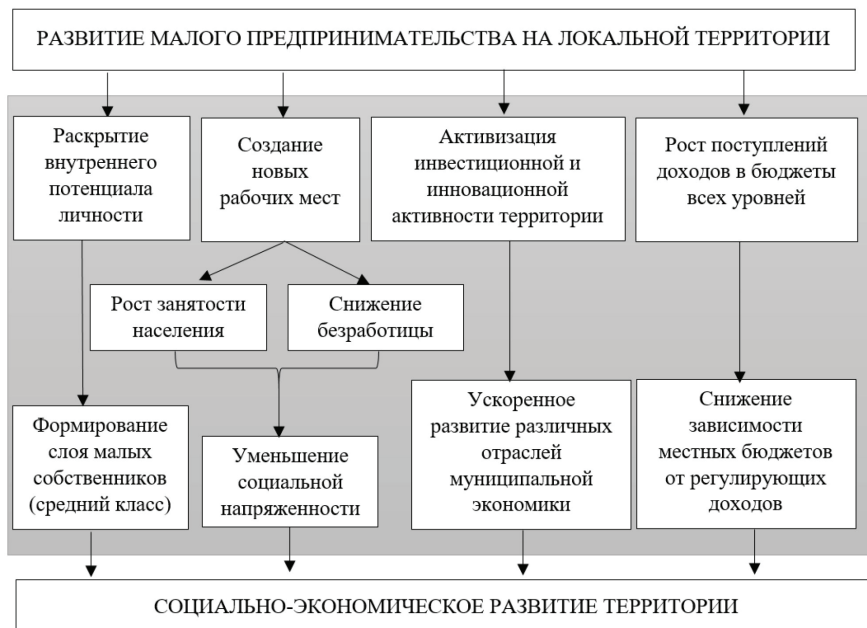 РАЗВИТИЕ МАЛОГО ПРЕДПРИНИМАТЕЛЬСТВА НА ЛОКАЛЬНОЙ ТЕРРИТОРИИ
Раскрытие
внутреннего
потенциала
личности
Создание
новых
рабочих мест
Активизация
инвестиционной и
инновационной
активности территории
Рост поступлений
доходов в бюджеты
всех уровней
Рост занятости
населения
Снижение
безработицы
Формирование
слоя малых
собственников
(средний класс)
Уменьшение
социальной
напряженности
Ускоренное
развитие различных
отраслей
муниципальной
экономики
Снижение
зависимости
местных бюджетов
от регулирующих
доходов
СОЦИАЛЬНО-ЭКОНОМИЧЕСКОЕ РАЗВИТИЕ ТЕРРИТОРИИ